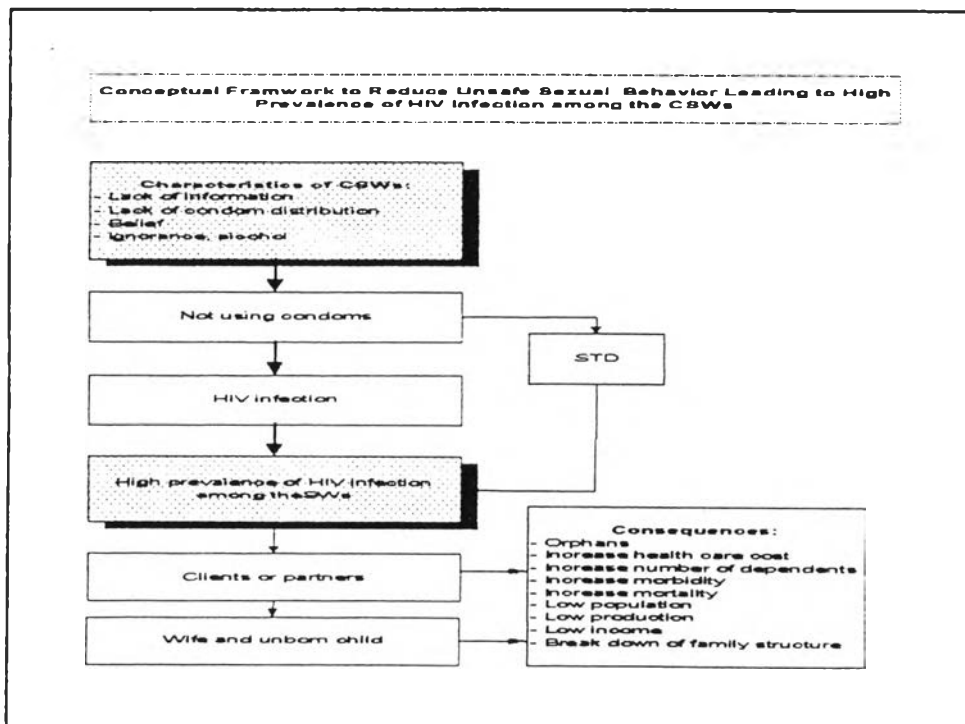 Conceptual Framwork to Reduce Unsafe Sexual Behavior Leading to High
Prevalence of HIV Infection among the CSWs
Characteristics of CSWs:
- Lack of information
- Lack of condom distribution
- Belief
- Ignorance, alcohol
Not using condoms
STD
HIV infection
High prevalence of HIV infection
among the SWs
Clients or partners
Wife and unborn child
Consequences:
- Orphans
- Increase health care cost
- Increase number of dependents
- Increase morbidity
- Increase mortality
- Low population
- Low production
- Low income
- Break down of family structure